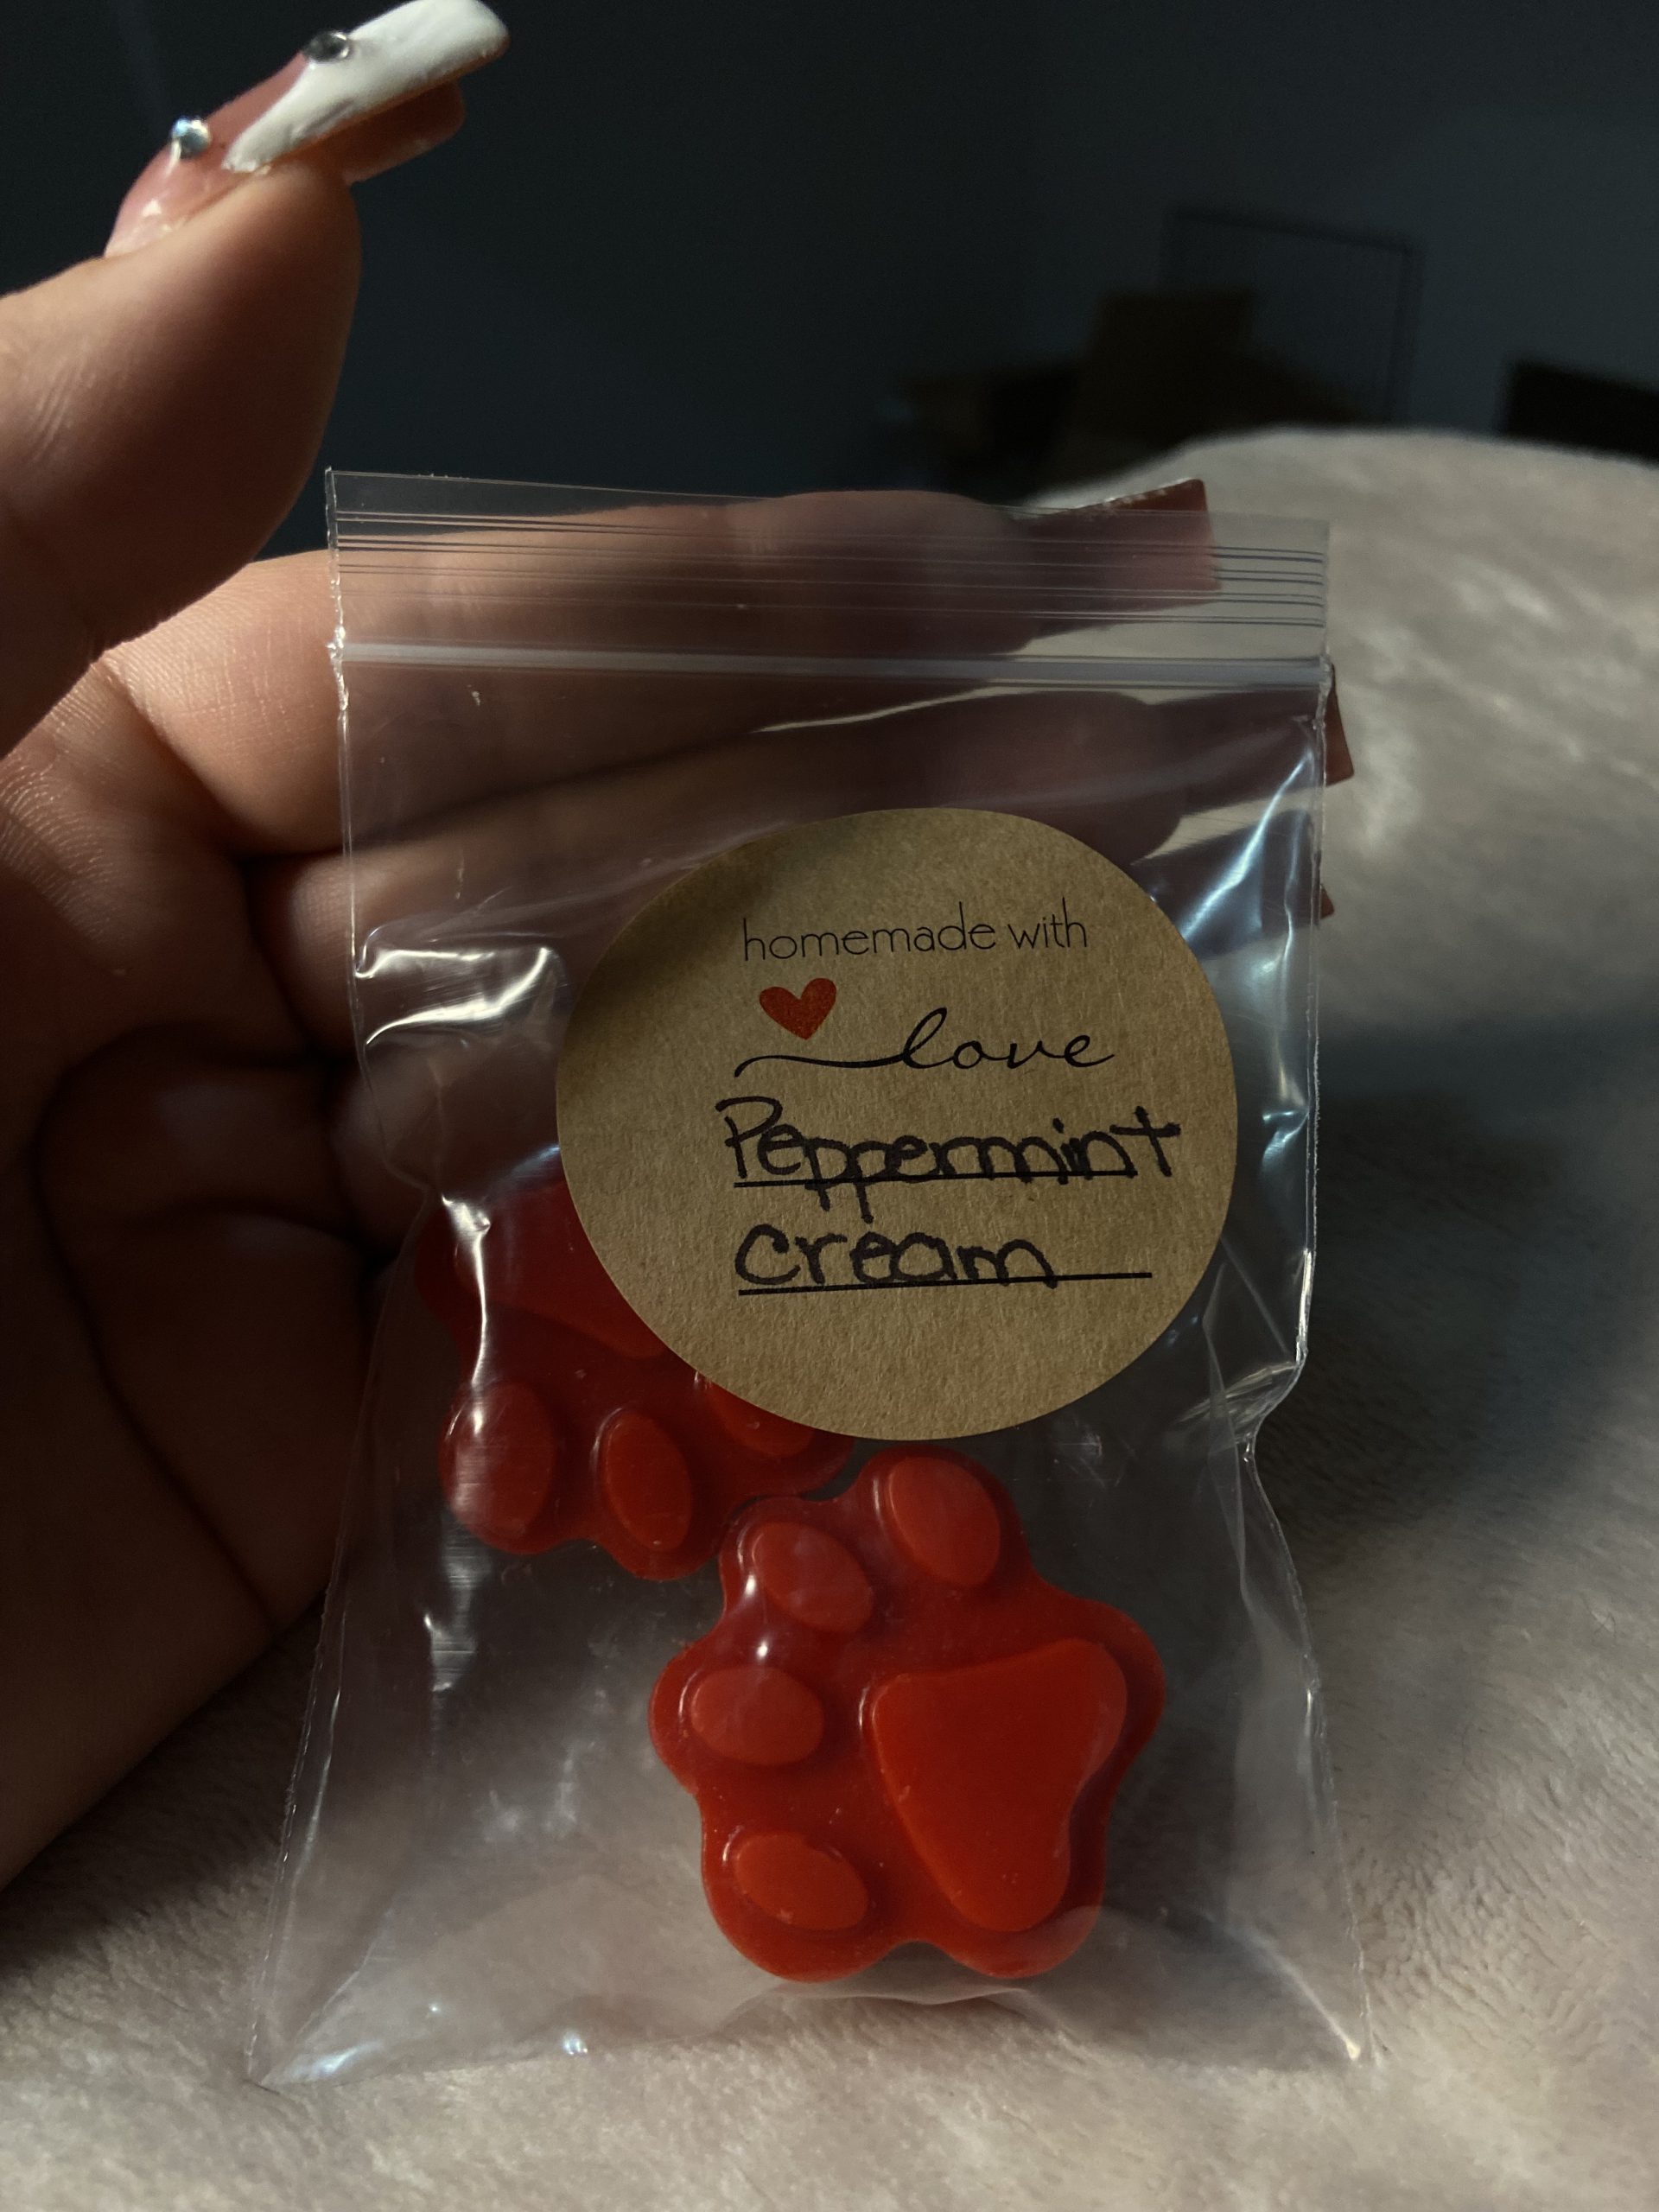 homemade with
love
Peppermint
cream